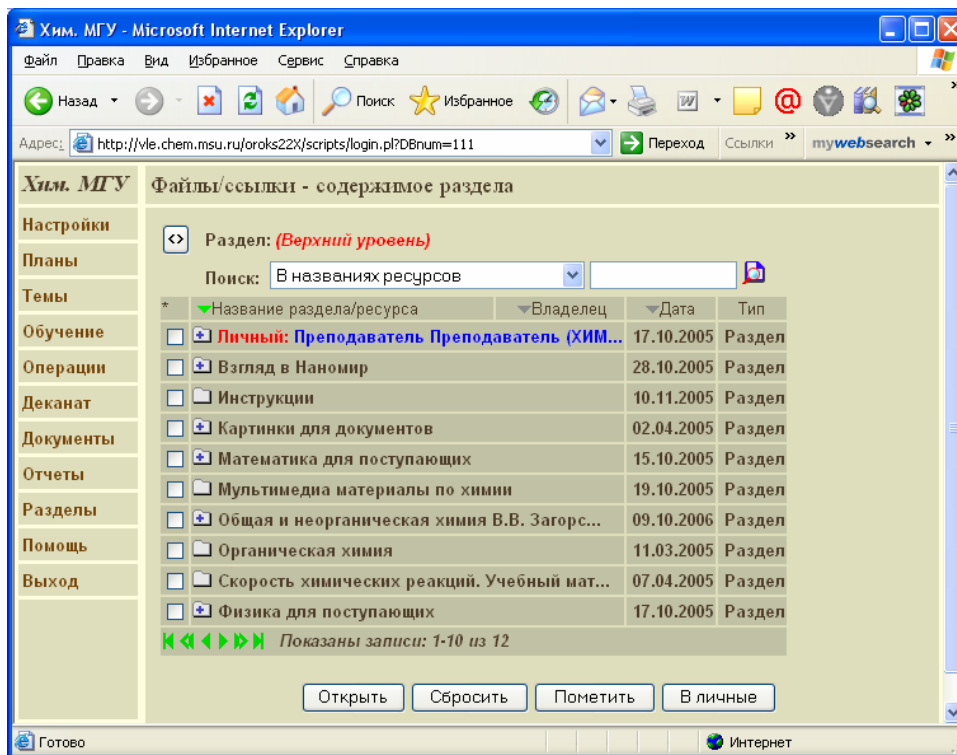 Хим. МГУ - Microsoft Internet Explorer
Файл Правка Вид Избранное Сервис Справка
Назад Поиск Избранное
Адрес: http://vle.chem.msu.ru/oroks22X/scripts/login.pl?DBnum=111 Переход Ссылки » mywebsearch »
Хим. МГУ
Файлы/ссылки - содержимое раздела
Настройки
Планы
Темы
Обучение
Операции
Деканат
Документы
Отчеты
Разделы
Помощь
Выход
<> Раздел: (Верхний уровень)
Поиск: В названиях ресурсов
* Название раздела/ресурса Владелец Дата Тип
Личный: Преподаватель Преподаватель (ХИМ... 17.10.2005 Раздел
Взгляд в Наномир 28.10.2005 Раздел
Инструкции 10.11.2005 Раздел
Картинки для документов 02.04.2005 Раздел
Математика для поступающих 15.10.2005 Раздел
Мультимедиа материалы по химии 19.10.2005 Раздел
Общая и неорганическая химия В.В. Загорс... 09.10.2006 Раздел
Органическая химия 11.03.2005 Раздел
Скорость химических реакций. Учебный мат... 07.04.2005 Раздел
Физика для поступающих 17.10.2005 Раздел
Показаны записи: 1-10 из 12
Открыть Сбросить Пометить В личные
Готово Интернет